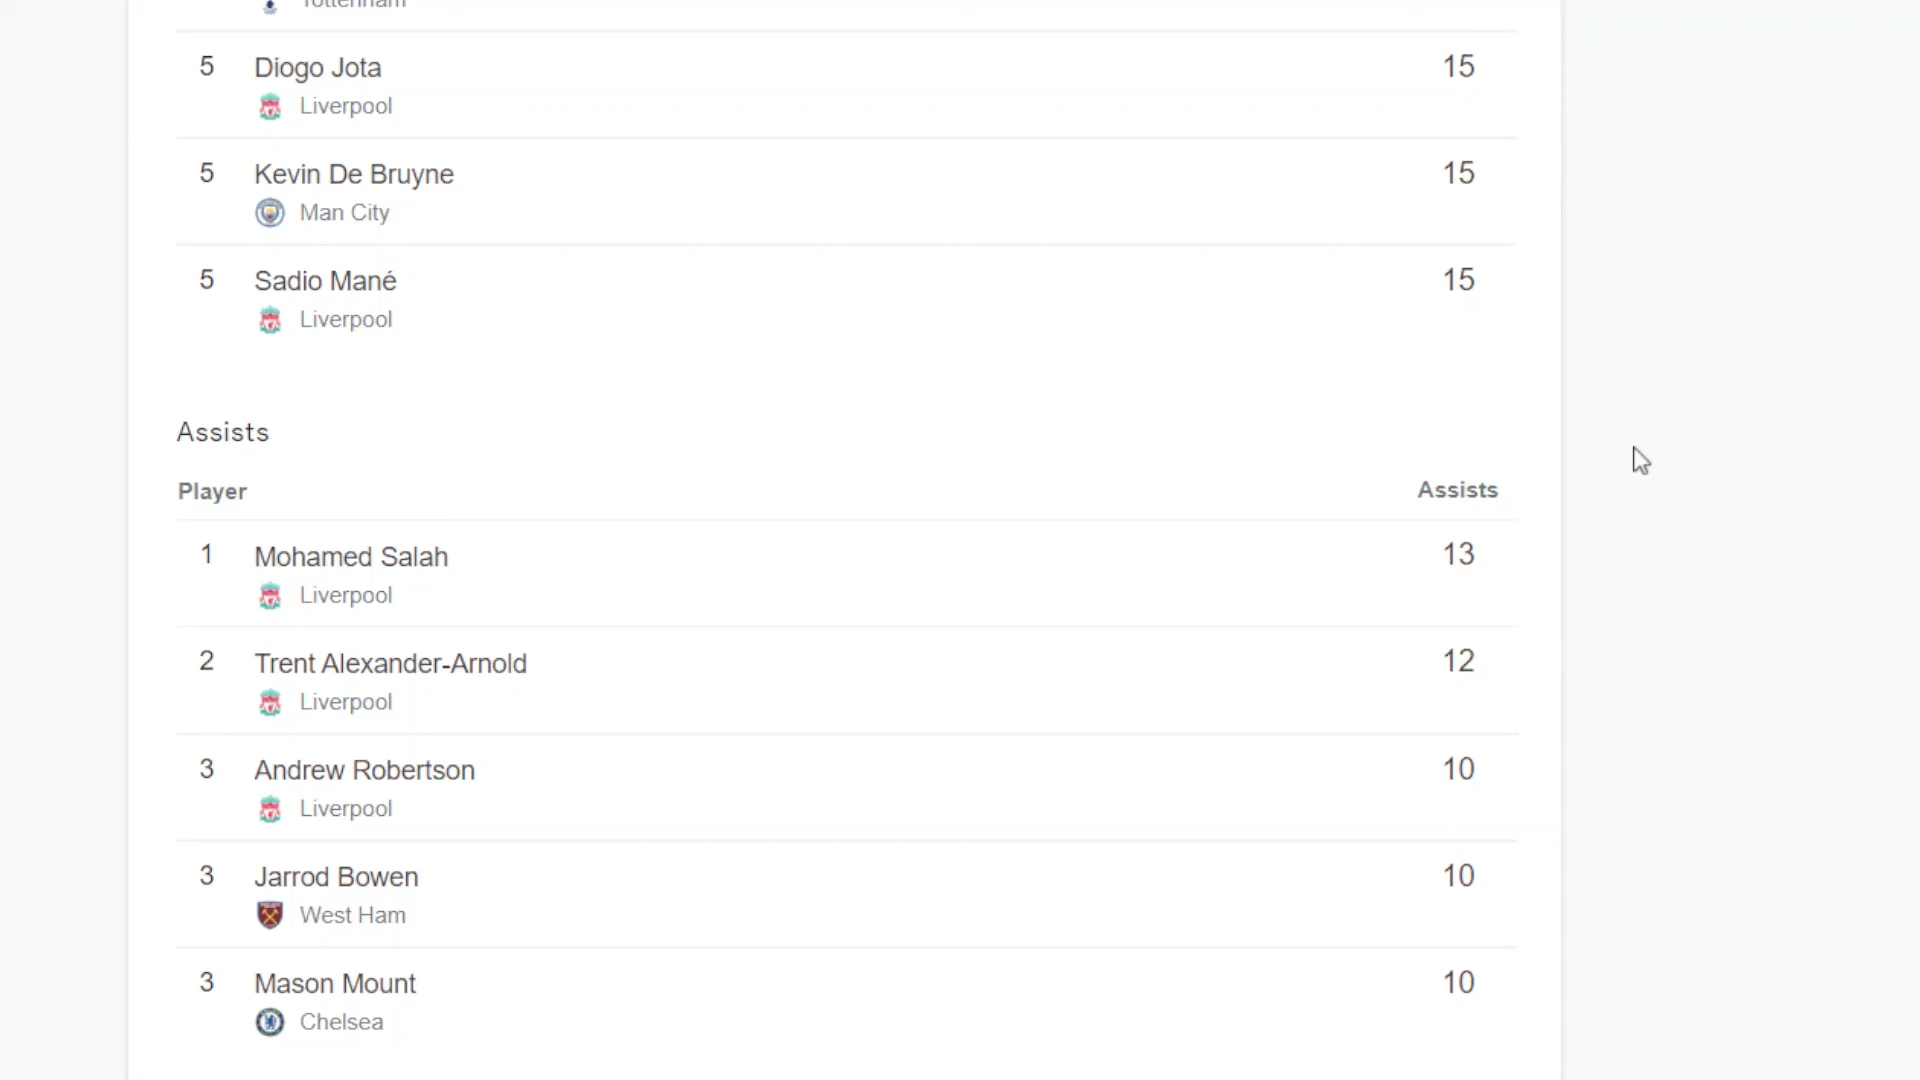 Tottenham
5 Diogo Jota 15
Liverpool
5 Kevin De Bruyne 15
Man City
5 Sadio Mané 15
Liverpool
Assists
Player Assists
1 Mohamed Salah 13
Liverpool
2 Trent Alexander-Arnold 12
Liverpool
3 Andrew Robertson 10
Liverpool
3 Jarrod Bowen 10
West Ham
3 Mason Mount 10
Chelsea